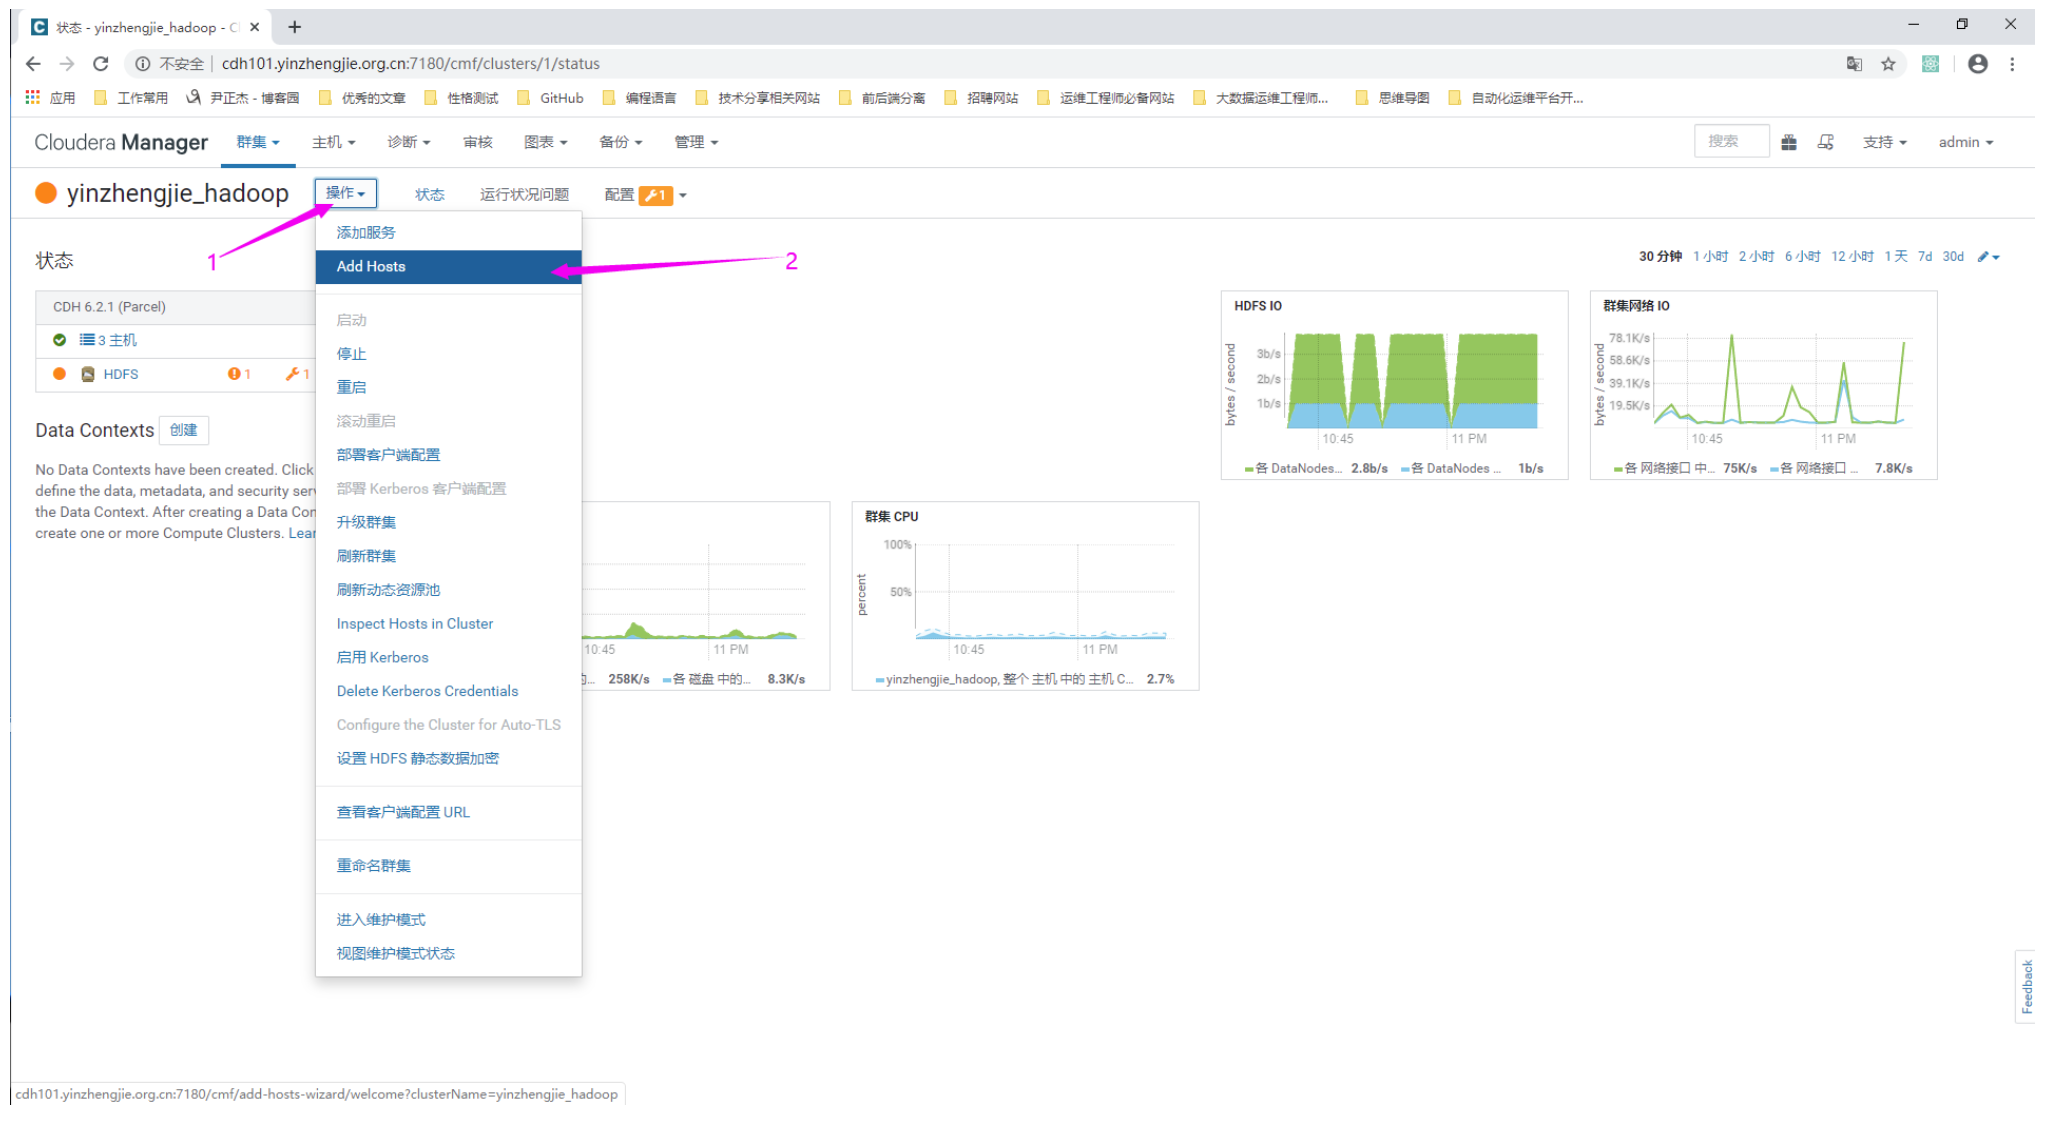 状态 - yinzhengjie_hadoop - Cl
不安全 | cdh101.yinzhengjie.org.cn:7180/cmf/clusters/1/status
应用 工作常用 尹正杰 - 博客园 优秀的文章 性格测试 GitHub 编程语言 技术分享相关网站 前后端分离 招聘网站 运维工程师必备网站 大数据运维工程师... 思维导图 自动化运维平台开...
Cloudera Manager 群集 主机 诊断 审核 图表 备份 管理 搜索 支持 admin
yinzhengjie_hadoop 操作 状态 运行状况问题 配置 1
1
2
添加服务
Add Hosts
启动
停止
重启
滚动重启
部署客户端配置
部署 Kerberos 客户端配置
升级群集
刷新群集
刷新动态资源池
Inspect Hosts in Cluster
启用 Kerberos
Delete Kerberos Credentials
Configure the Cluster for Auto-TLS
设置 HDFS 静态数据加密
查看客户端配置 URL
重命名群集
进入维护模式
视图维护模式状态
状态
30 分钟 1 小时 2 小时 6 小时 12 小时 1 天 7d 30d
CDH 6.2.1 (Parcel)
3 主机
HDFS 1 1
Data Contexts 创建
No Data Contexts have been created. Click
define the data, metadata, and security ser
the Data Context. After creating a Data Con
create one or more Compute Clusters. Lear
HDFS IO
bytes / second
3b/s
2b/s
1b/s
10:45 11 PM
各 DataNodes... 2.8b/s 各 DataNodes ... 1b/s
群集网络 IO
bytes / second
78.1K/s
58.6K/s
39.1K/s
19.5K/s
10:45 11 PM
各 网络接口 中... 75K/s 各 网络接口 ... 7.8K/s
10:45 11 PM
的... 258K/s 各 磁盘 中的... 8.3K/s
群集 CPU
percent
100%
50%
10:45 11 PM
yinzhengjie_hadoop, 整个 主机 中的 主机 C... 2.7%
Feedback
cdh101.yinzhengjie.org.cn:7180/cmf/add-hosts-wizard/welcome?clusterName=yinzhengjie_hadoop